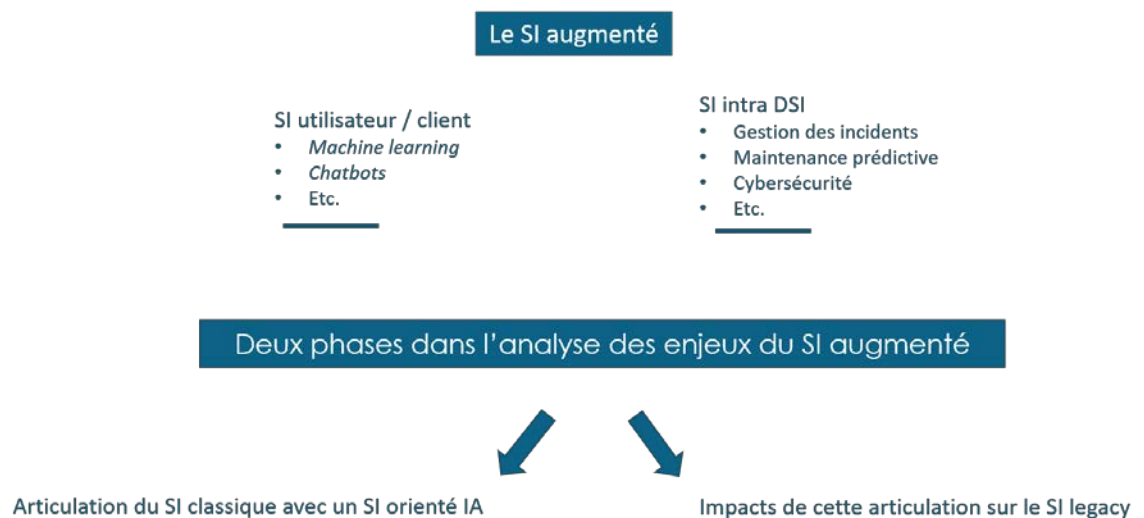 Le SI augmenté
SI utilisateur / client
• Machine learning
• Chatbots
• Etc.
SI intra DSI
• Gestion des incidents
• Maintenance prédictive
• Cybersécurité
• Etc.
Deux phases dans l’analyse des enjeux du SI augmenté
Articulation du SI classique avec un SI orienté IA
Impacts de cette articulation sur le SI legacy